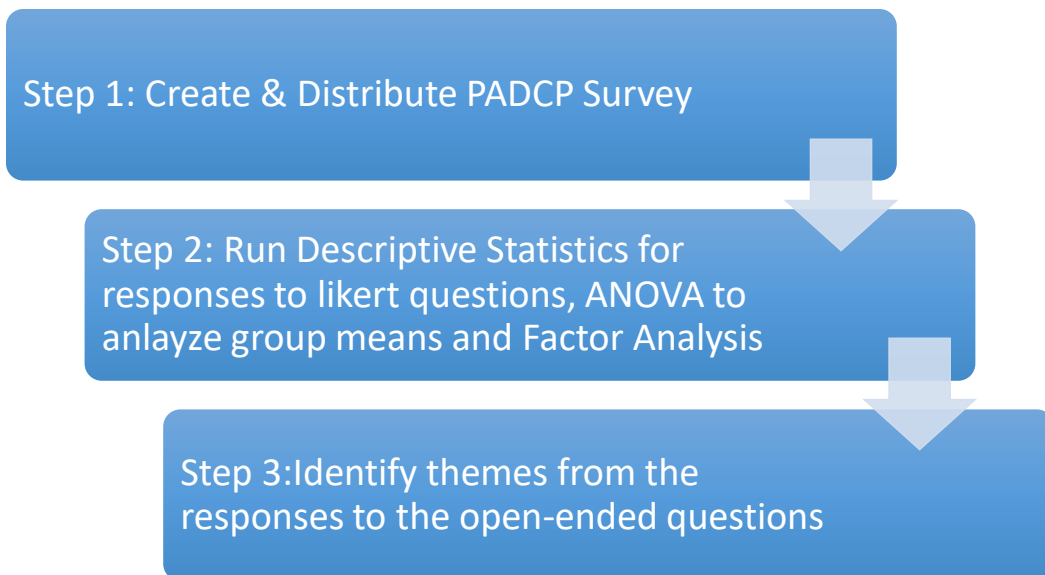 Step 1: Create & Distribute PADCP Survey
Step 2: Run Descriptive Statistics for
responses to likert questions, ANOVA to
anlayze group means and Factor Analysis
Step 3:Identify themes from the
responses to the open-ended questions